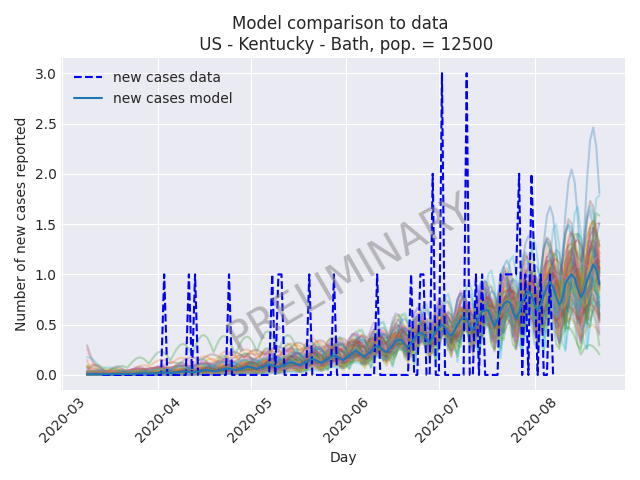 Model comparison to data
US - Kentucky - Bath, pop. = 12500
new cases data
new cases model
PRELIMINARY
Number of new cases reported
3.0
2.5
2.0
1.5
1.0
0.5
0.0
2020-03
2020-04
2020-05
2020-06
2020-07
2020-08
Day